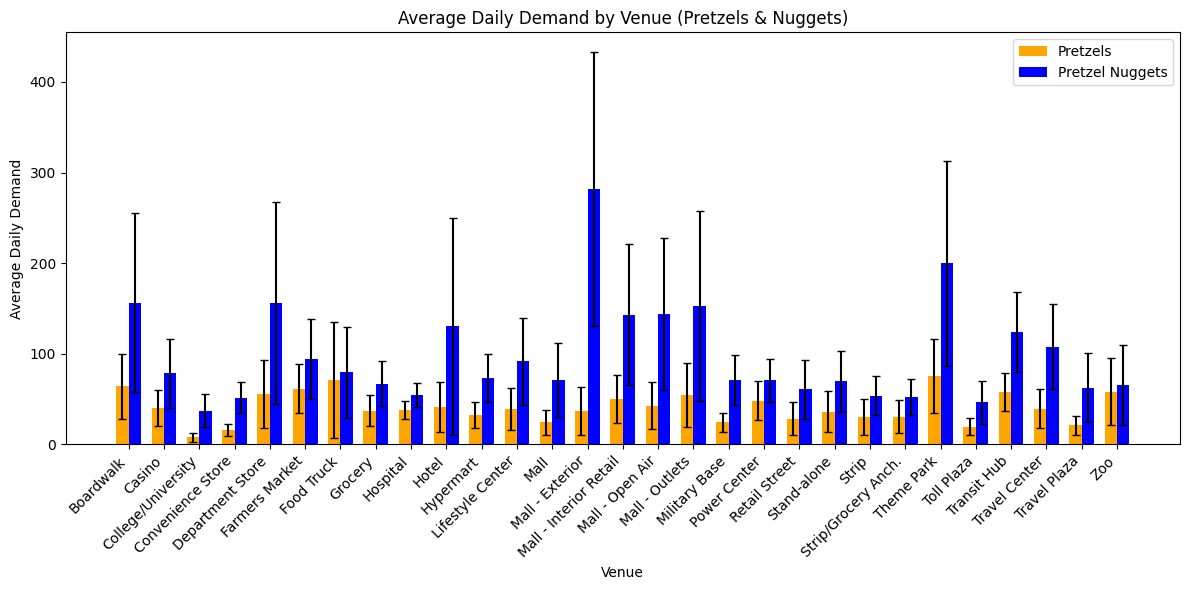 Average Daily Demand by Venue (Pretzels & Nuggets)
Pretzels
Pretzel Nuggets
Average Daily Demand
400
300
200
100
0
Boardwalk
Casino
College/University
Convenience Store
Department Store
Farmers Market
Food Truck
Grocery
Hospital
Hotel
Hypermart
Lifestyle Center
Mall
Mall - Exterior
Mall - Interior Retail
Mall - Open Air
Mall - Outlets
Military Base
Power Center
Retail Street
Stand-alone
Strip
Strip/Grocery Anch.
Theme Park
Toll Plaza
Transit Hub
Travel Center
Travel Plaza
Zoo
Venue